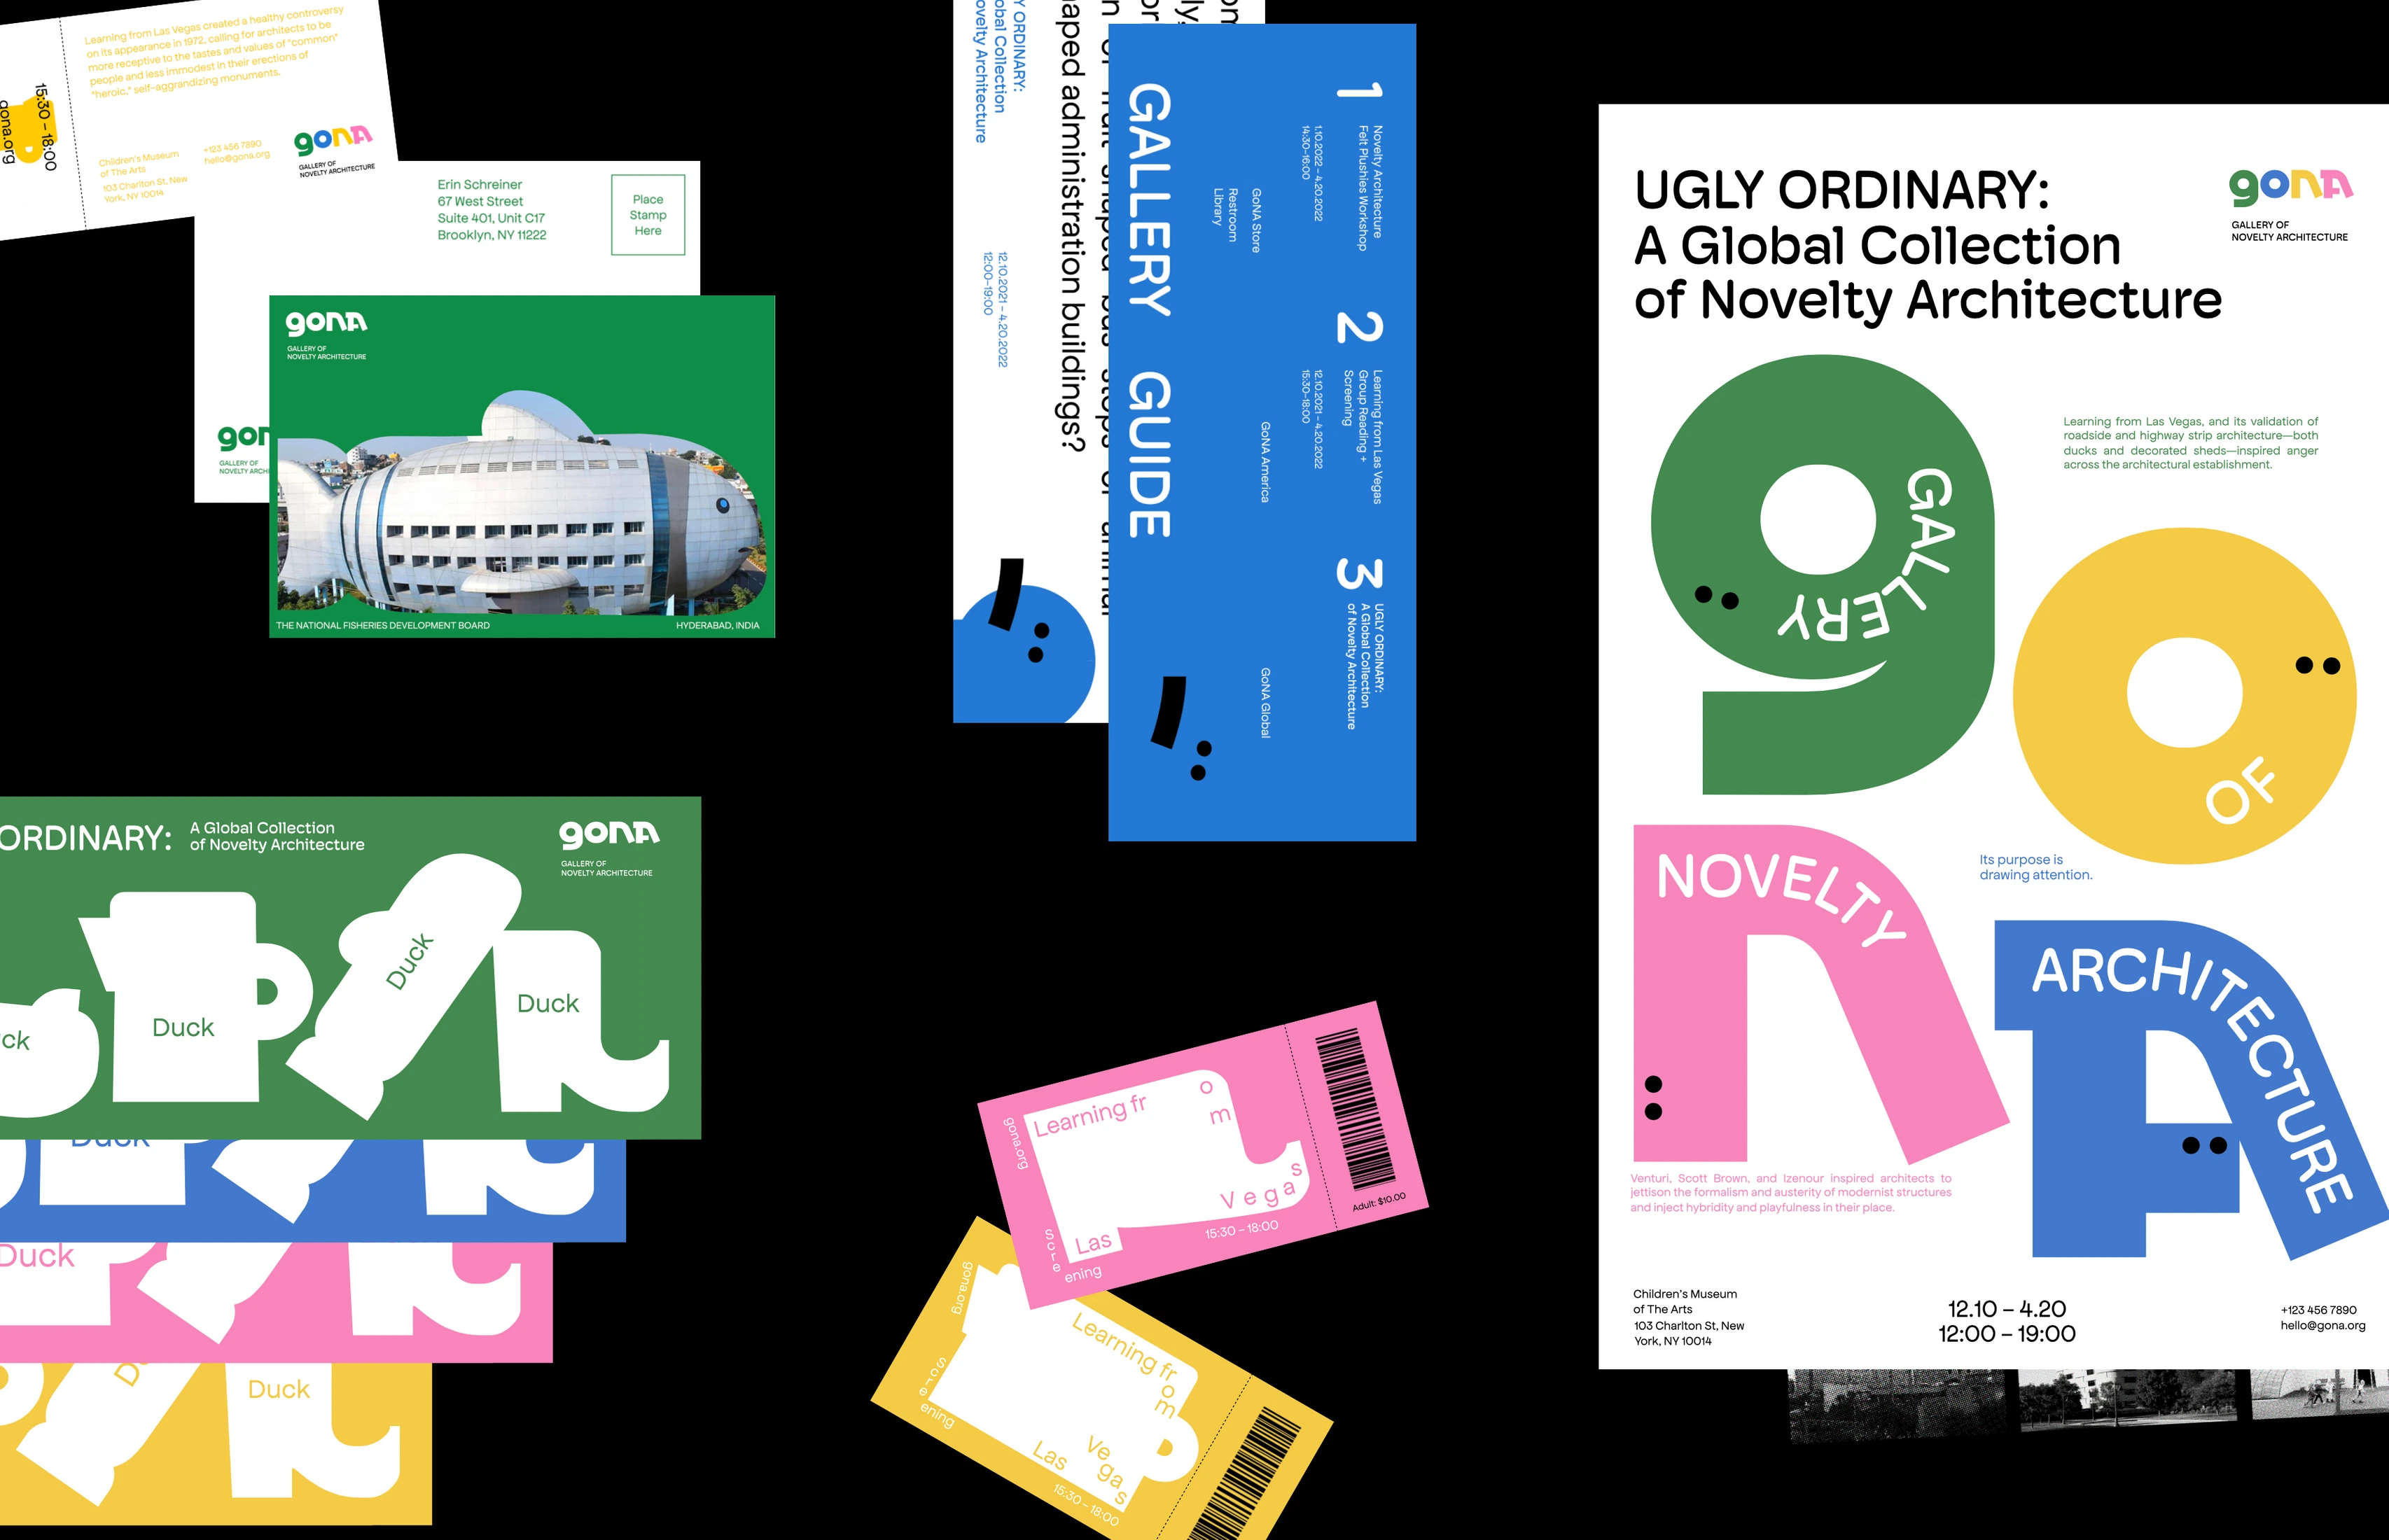 Learning from Las Vegas created a healthy controversy
on its appearance in 1972, calling for architects to be
more receptive to the tastes and values of "common"
people and less immodest in their erections of
"heroic," self-aggrandizing monuments.
15:30 – 18:00
gona.org
Children's Museum
of The Arts
103 Charlton St, New
York, NY 10014
+123 456 7890
hello@gona.org
gona
GALLERY OF
NOVELTY ARCHITECTURE
Erin Schreiner
67 West Street
Suite 401, Unit C17
Brooklyn, NY 11222
Place
Stamp
Here
gon
GALLERY OF
NOVELTY ARCH
gona
GALLERY OF
NOVELTY ARCHITECTURE
THE NATIONAL FISHERIES DEVELOPMENT BOARD
HYDERABAD, INDIA
ORDINARY:
A Global Collection
of Novelty Architecture
gona
GALLERY OF
NOVELTY ARCHITECTURE
ck
Duck
Duck
Duck
Duck
Duck
Duck
Y ORDINARY:
obal Collection
ovelty Architecture
12.10.2021 – 4.20.2022
12:00–19:00
aped administration buildings?
GALLERY GUIDE
1
Novelty Architecture
Felt Plushies Workshop
1.10.2022 – 4.20.2022
14:30–16:00
GoNA Store
Restroom
Library
2
Learning from Las Vegas
Group Reading +
Screening
12.10.2021 – 4.20.2022
15:30–18:00
GoNA America
3
UGLY ORDINARY:
A Global Collection
of Novelty Architecture
GoNA Global
gona.org
Learning from
Las Vegas
Screening
15:30 – 18:00
Adult: $10.00
gona.org
Learning from
Las Vegas
Screening
15:30 – 18:00
UGLY ORDINARY:
A Global Collection
of Novelty Architecture
gona
GALLERY OF
NOVELTY ARCHITECTURE
GALLERY
Learning from Las Vegas, and its validation of
roadside and highway strip architecture—both
ducks and decorated sheds—inspired anger
across the architectural establishment.
OF
NOVELTY
Its purpose is
drawing attention.
ARCHITECTURE
Venturi, Scott Brown, and Izenour inspired architects to
jettison the formalism and austerity of modernist structures
and inject hybridity and playfulness in their place.
Children's Museum
of The Arts
103 Charlton St, New
York, NY 10014
12.10 – 4.20
12:00 – 19:00
+123 456 7890
hello@gona.org